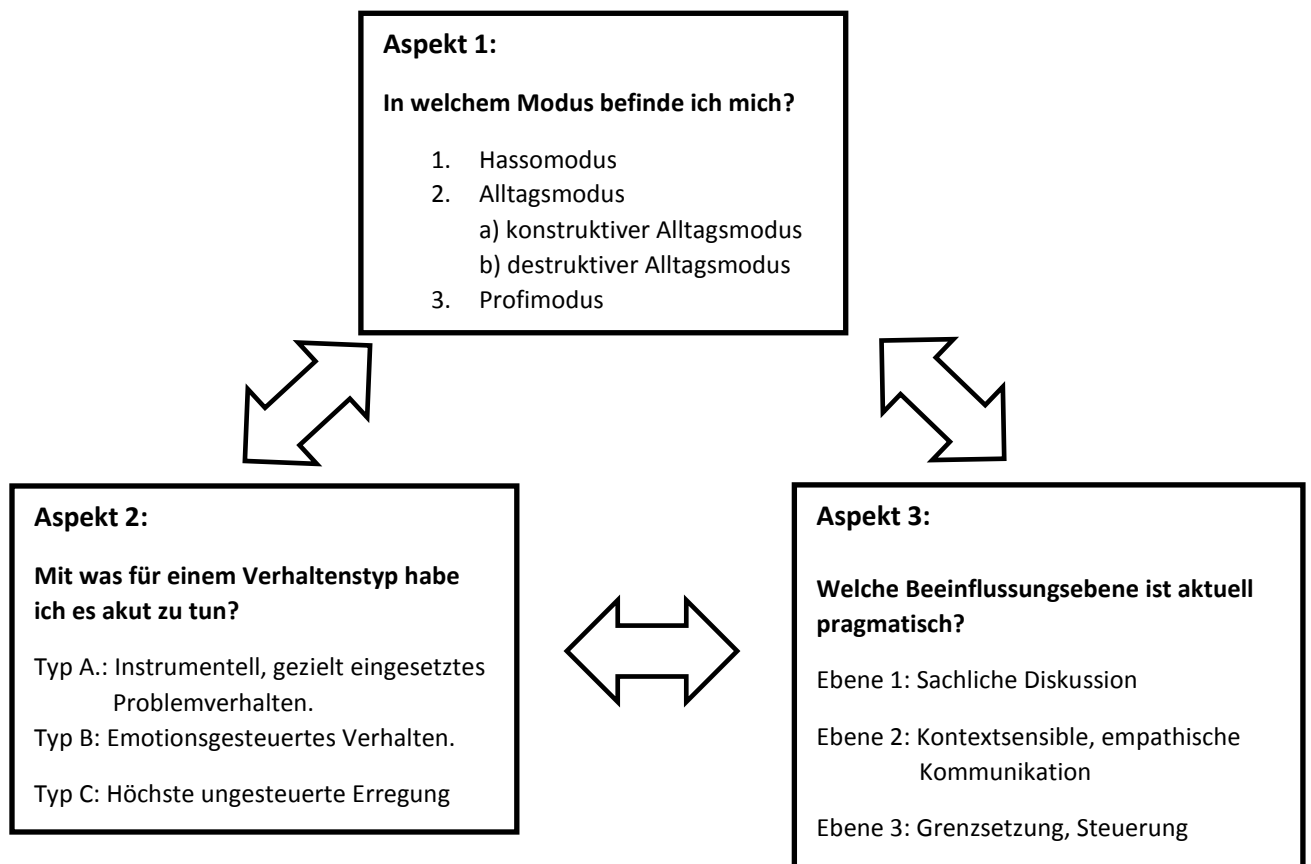 Aspekt 1:
In welchem Modus befinde ich mich?
1. Hassomodus
2. Alltagsmodus
a) konstruktiver Alltagsmodus
b) destruktiver Alltagsmodus
3. Profimodus
Aspekt 2:
Mit was für einem Verhaltenstyp habe
ich es akut zu tun?
Typ A.: Instrumentell, gezielt eingesetztes
Problemverhalten.
Typ B: Emotionsgesteuertes Verhalten.
Typ C: Höchste ungesteuerte Erregung
Aspekt 3:
Welche Beeinflussungsebene ist aktuell
pragmatisch?
Ebene 1: Sachliche Diskussion
Ebene 2: Kontextsensible, empathische
Kommunikation
Ebene 3: Grenzsetzung, Steuerung